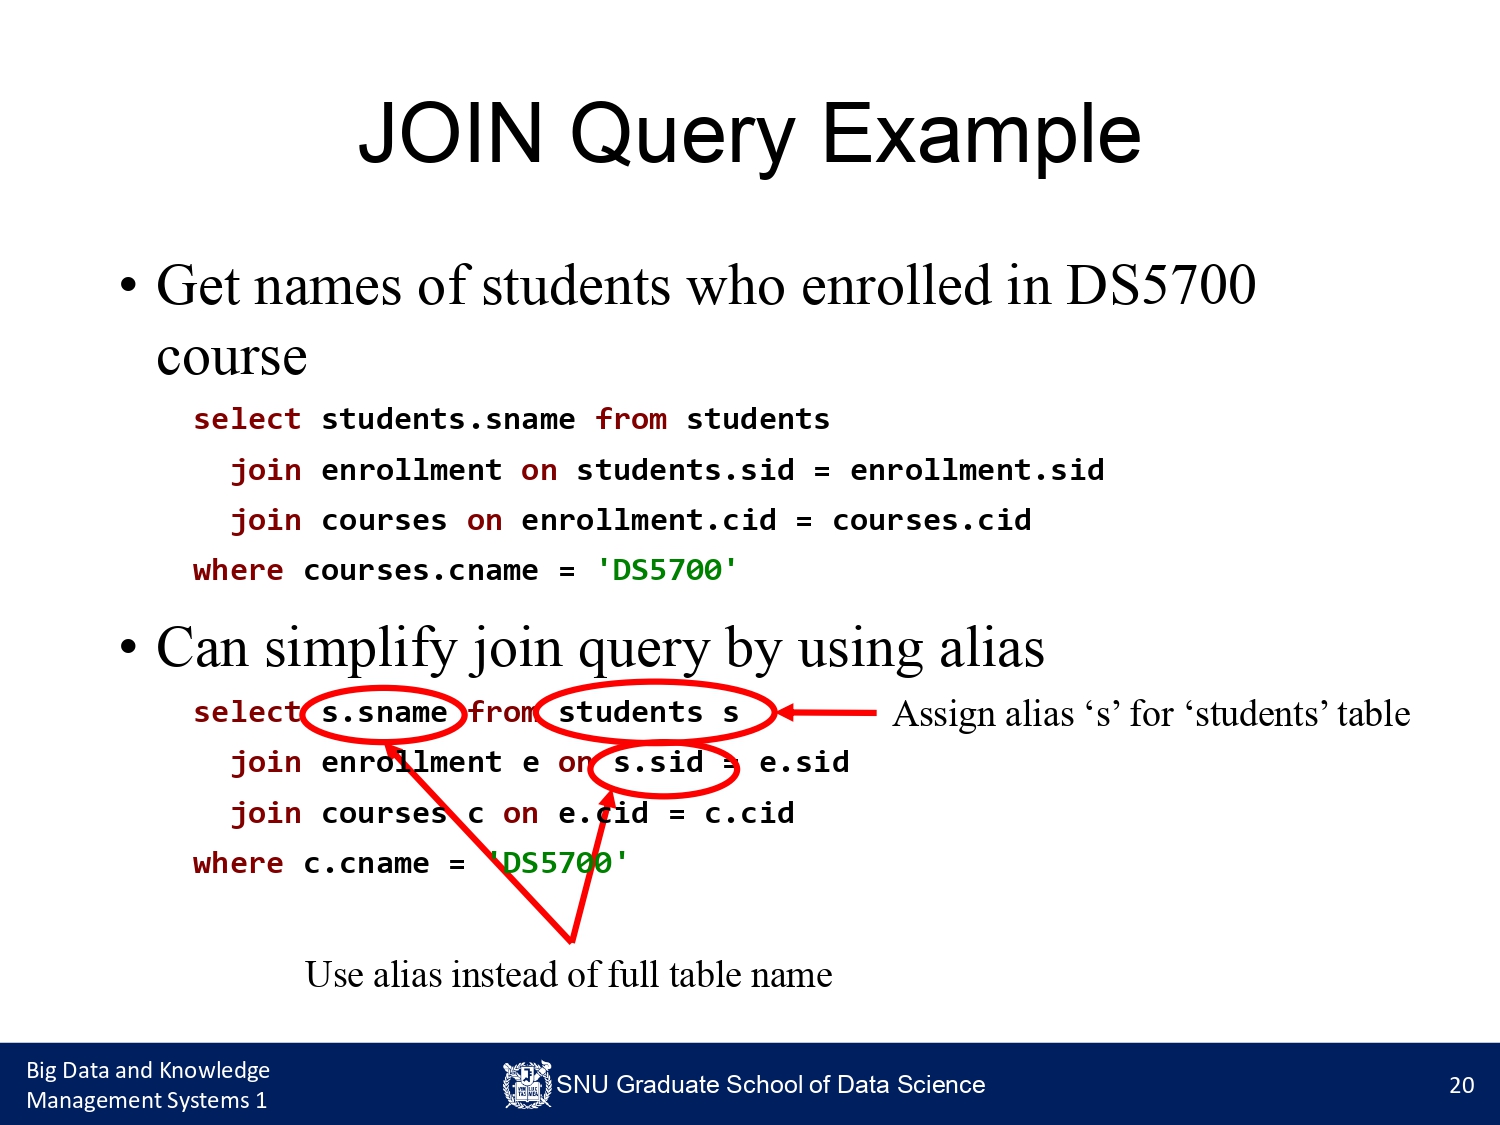 JOIN Query Example
• Get names of students who enrolled in DS5700
course
select students.sname from students
join enrollment on students.sid = enrollment.sid
join courses on enrollment.cid = courses.cid
where courses.cname = 'DS5700'
• Can simplify join query by using alias
select s.sname from students s
Assign alias ‘s’ for ‘students’ table
join enrollment e on s.sid = e.sid
join courses c on e.cid = c.cid
where c.cname = 'DS5700'
Use alias instead of full table name
Big Data and Knowledge
Management Systems 1
SNU Graduate School of Data Science
20